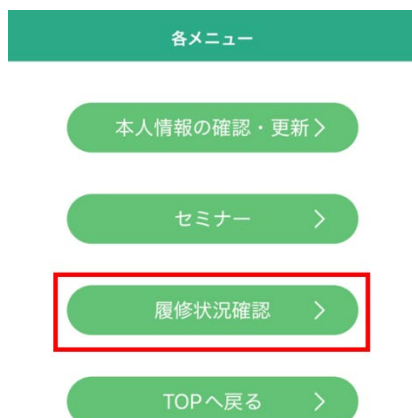 各メニュー
本人情報の確認・更新
セミナー
履修状況確認
TOPへ戻る